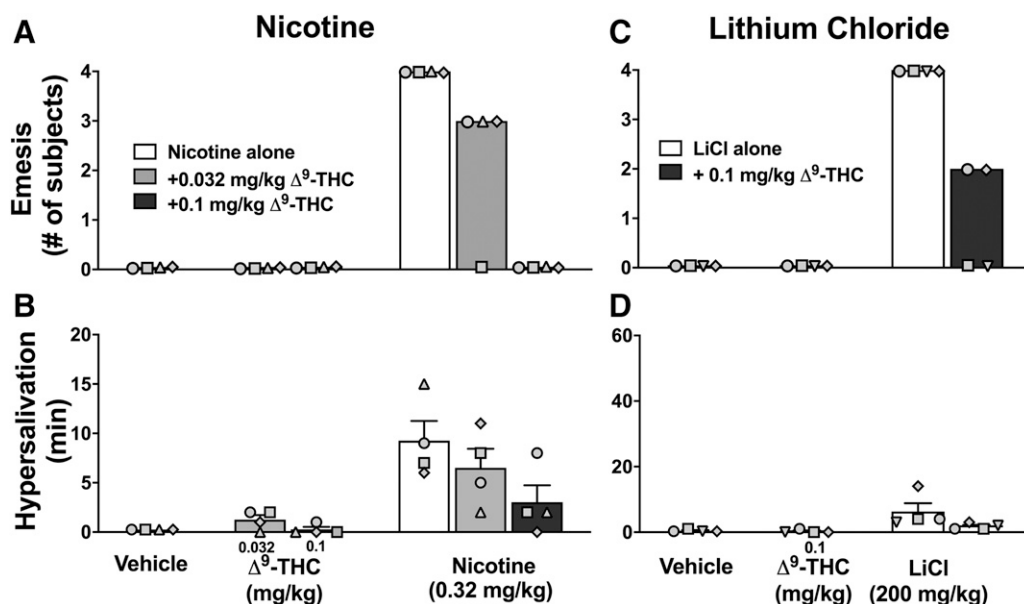 A
Nicotine
Emesis
(# of subjects)
4
3
2
1
0
Nicotine alone
+0.032 mg/kg Δ⁹-THC
+0.1 mg/kg Δ⁹-THC
C
Lithium Chloride
4
3
2
1
0
LiCl alone
+ 0.1 mg/kg Δ⁹-THC
B
Hypersalivation
(min)
20
15
10
5
0
Vehicle
0.032 0.1
Δ⁹-THC
(mg/kg)
Nicotine
(0.32 mg/kg)
D
60
40
20
0
Vehicle
0.1
Δ⁹-THC
(mg/kg)
LiCl
(200 mg/kg)